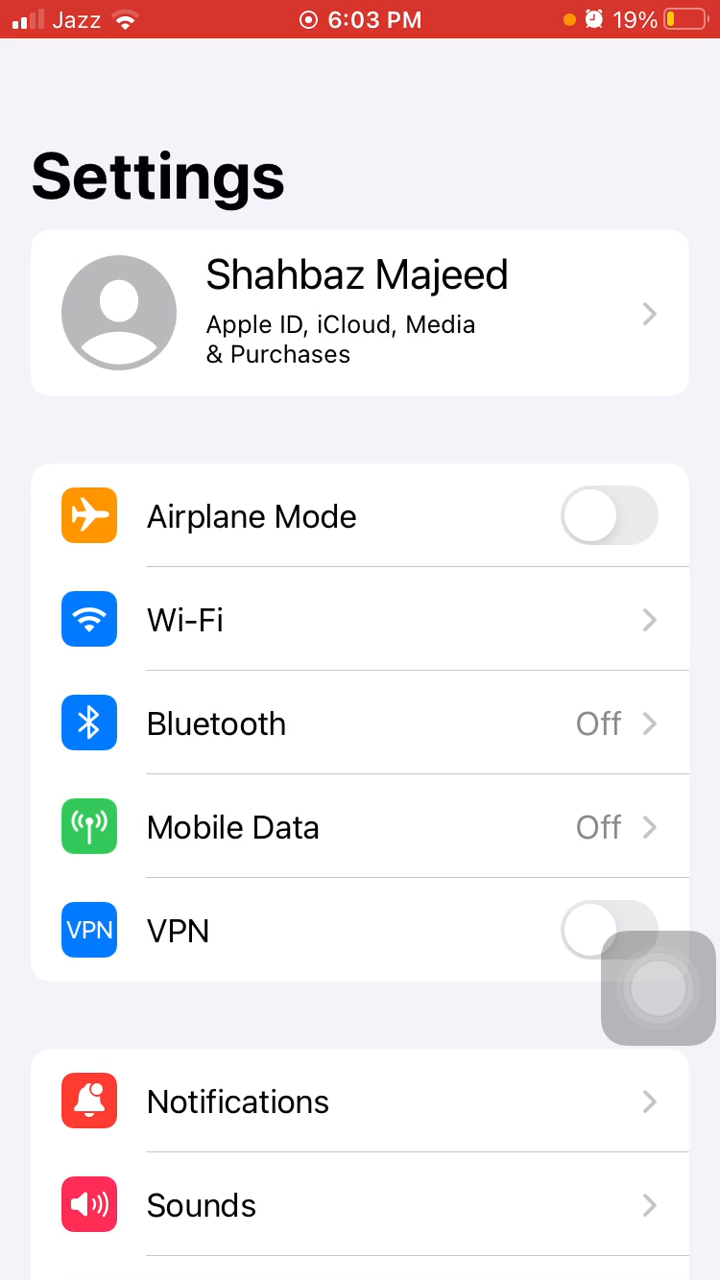 Jazz 6:03 PM 19%
Settings
Shahbaz Majeed
Apple ID, iCloud, Media
& Purchases
Airplane Mode
Wi-Fi
Bluetooth Off
Mobile Data Off
VPN VPN
Notifications
Sounds